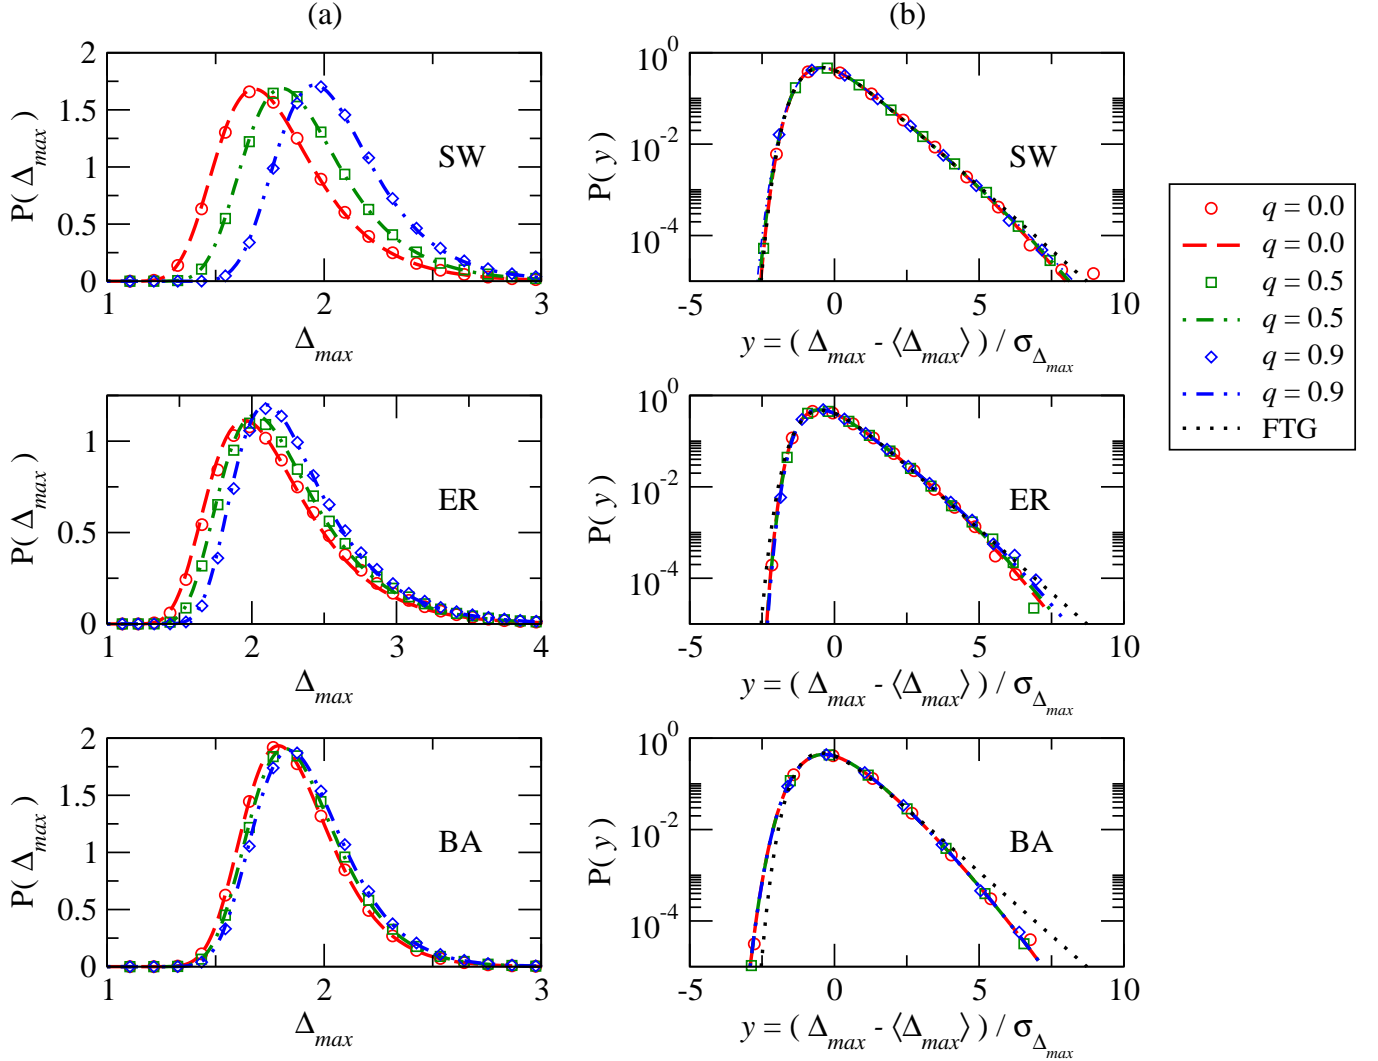 (a)
(b)
2
1.5
1
0.5
0
P( Δmax )
SW
1
2
3
Δmax
10^0
10^-2
10^-4
P( y )
SW
-5
0
5
10
y = ( Δmax - ⟨Δmax⟩ ) / σΔmax
1
0.5
0
P( Δmax )
ER
1
2
3
4
Δmax
10^0
10^-2
10^-4
P( y )
ER
-5
0
5
10
y = ( Δmax - ⟨Δmax⟩ ) / σΔmax
2
1.5
1
0.5
0
P( Δmax )
BA
1
2
3
Δmax
10^0
10^-2
10^-4
P( y )
BA
-5
0
5
10
y = ( Δmax - ⟨Δmax⟩ ) / σΔmax
q = 0.0
q = 0.0
q = 0.5
q = 0.5
q = 0.9
q = 0.9
FTG